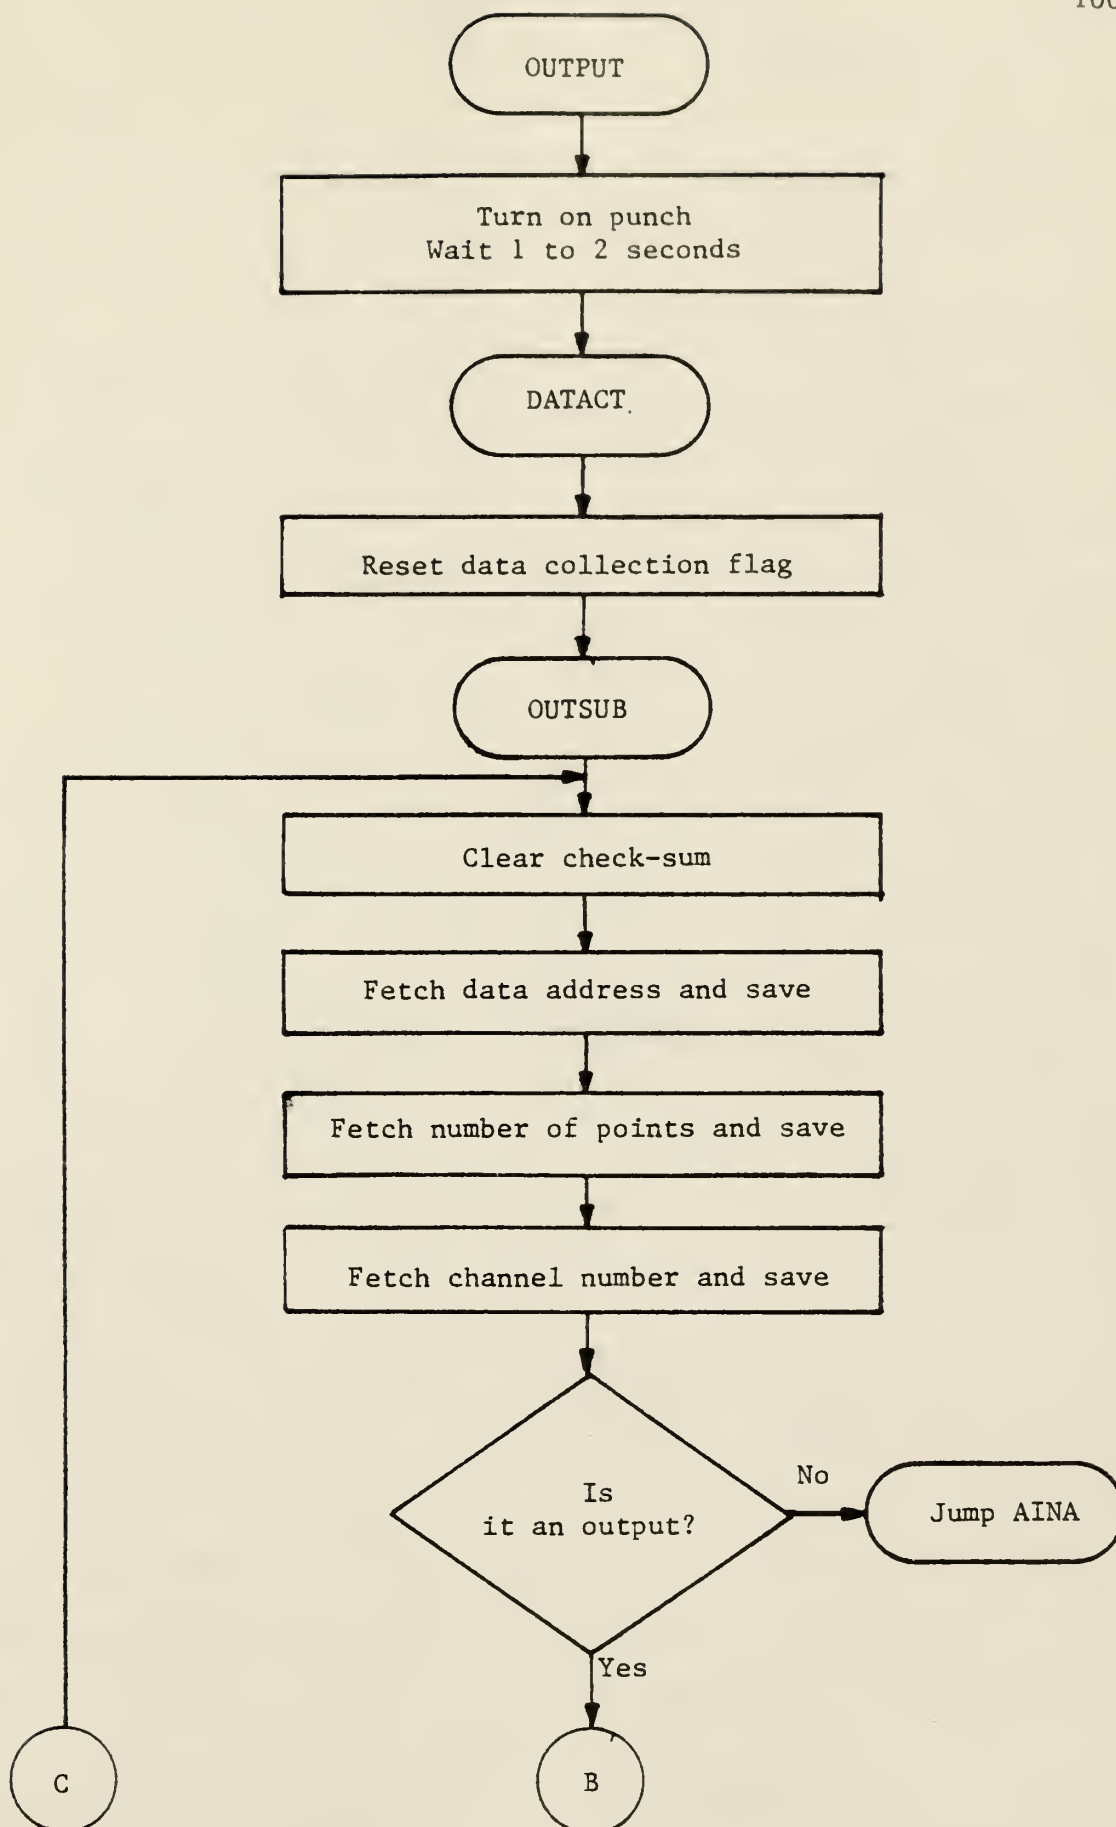 OUTPUT
Turn on punch
Wait 1 to 2 seconds
DATACT
Reset data collection flag
OUTSUB
Clear check-sum
Fetch data address and save
Fetch number of points and save
Fetch channel number and save
Is
it an output?
No
Jump AINA
Yes
C
B